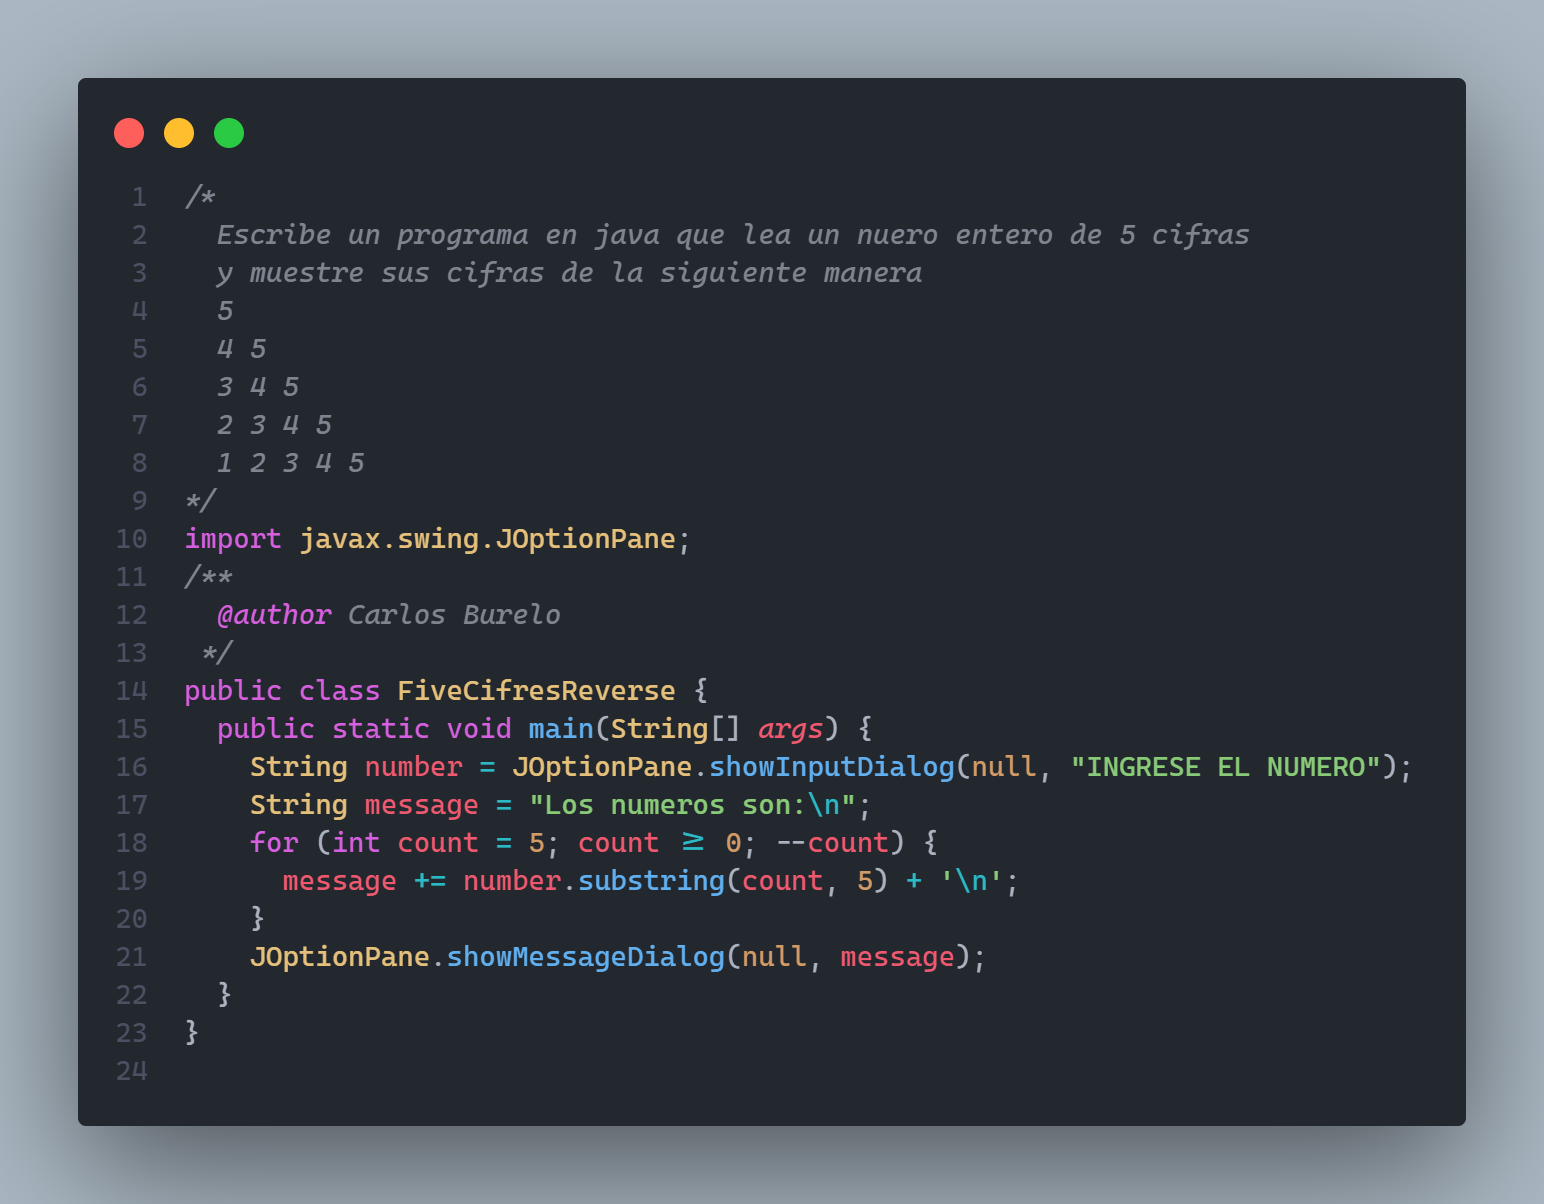 1 /*
2   Escribe un programa en java que lea un nuero entero de 5 cifras
3   y muestre sus cifras de la siguiente manera
4   5
5   4 5
6   3 4 5
7   2 3 4 5
8   1 2 3 4 5
9 */
10 import javax.swing.JOptionPane;
11 /**
12   @author Carlos Burelo
13  */
14 public class FiveCifresReverse {
15   public static void main(String[] args) {
16     String number = JOptionPane.showInputDialog(null, "INGRESE EL NUMERO");
17     String message = "Los numeros son:\n";
18     for (int count = 5; count ≥ 0; --count) {
19       message += number.substring(count, 5) + '\n';
20     }
21     JOptionPane.showMessageDialog(null, message);
22   }
23 }
24